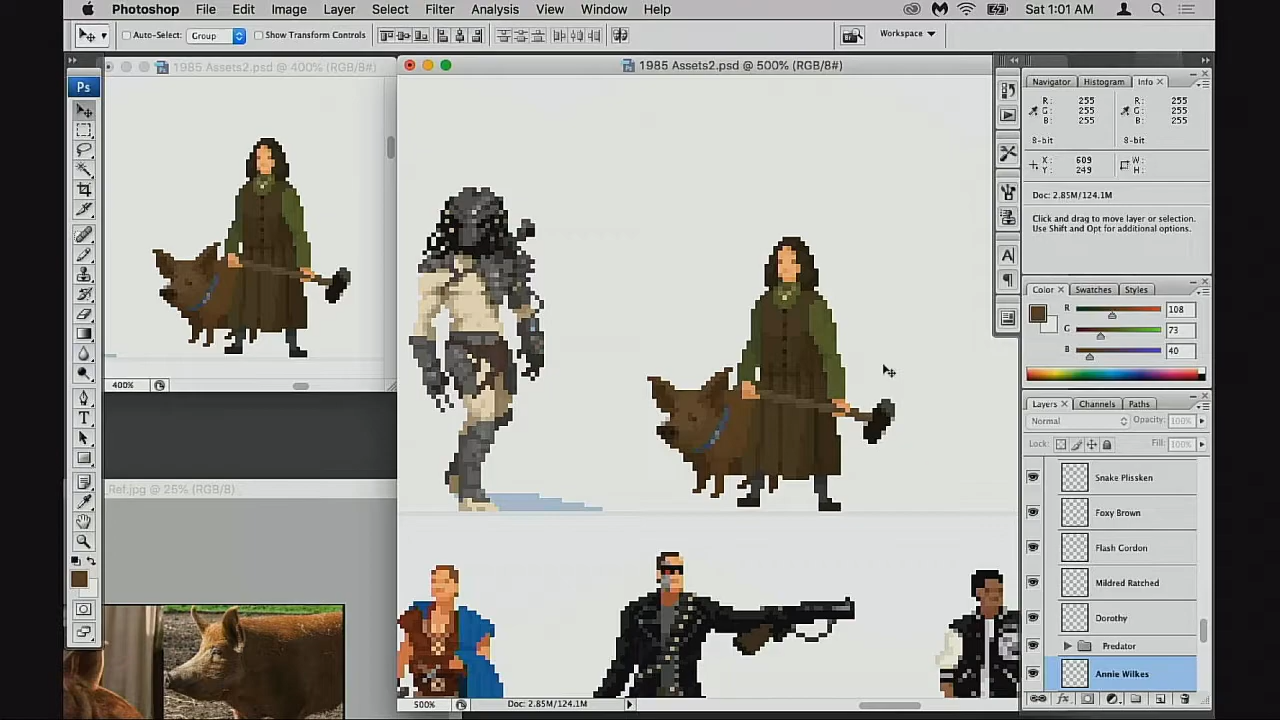 Photoshop File Edit Image Layer Select Filter Analysis View Window Help Sat 1:01 AM
Auto-Select: Group Show Transform Controls Workspace
1985 Assets2.psd @ 400% (RGB/8#)
1985 Assets2.psd @ 500% (RGB/8#)
Navigator Histogram Info
Ps
R: 255 R: 255
G: 255 G: 255
B: 255 B: 255
8-bit 8-bit
X: 609 W:
Y: 249 H:
Doc: 2.85M/124.1M
Click and drag to move layer or selection.
Use Shift and Opt for additional options.
Color Swatches Styles
R 108
G 73
B 40
400%
Layers Channels Paths
Normal Opacity: 100%
Lock: Fill: 100%
Snake Plissken
Foxy Brown
Flash Gordon
Mildred Ratched
Dorothy
Predator
Annie Wilkes
_Ref.jpg @ 25% (RGB/8)
500% Doc: 2.85M/124.1M